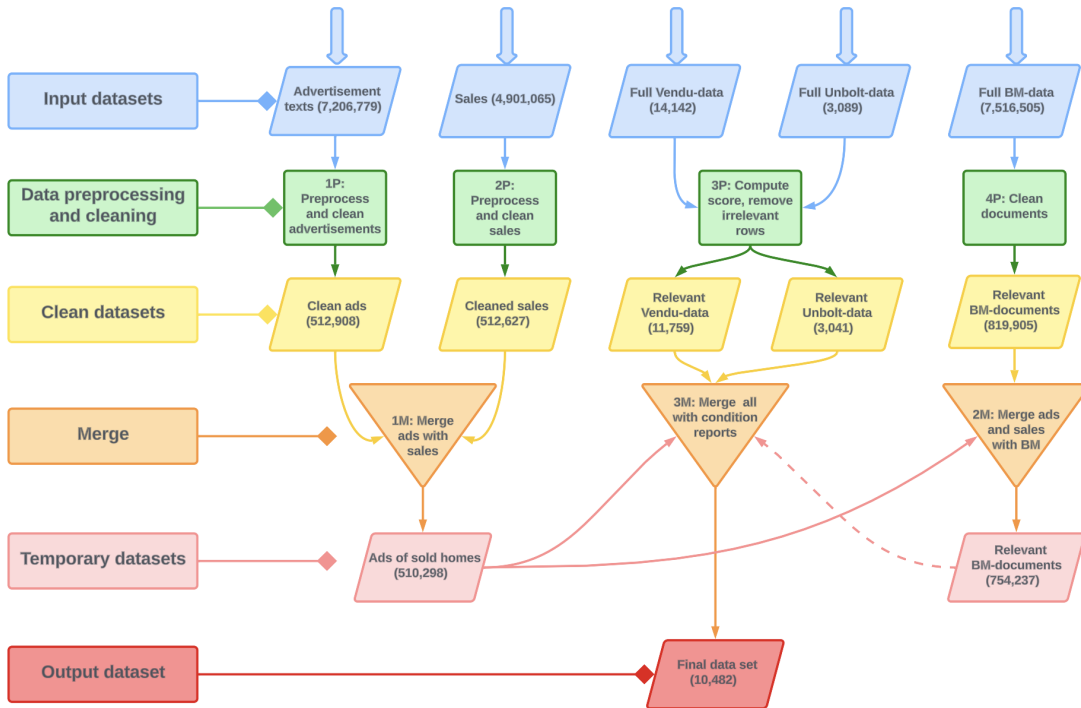 Input datasets
Advertisement
texts (7,206,779)
Sales (4,901,065)
Full Vendu-data
(14,142)
Full Unbolt-data
(3,089)
Full BM-data
(7,516,505)
Data preprocessing
and cleaning
1P:
Preprocess
and clean
advertisements
2P:
Preprocess
and clean
sales
3P: Compute
score, remove
irrelevant
rows
4P: Clean
documents
Clean datasets
Clean ads
(512,908)
Cleaned sales
(512,627)
Relevant
Vendu-data
(11,759)
Relevant
Unbolt-data
(3,041)
Relevant
BM-documents
(819,905)
Merge
1M: Merge
ads with
sales
3M: Merge all
with condition
reports
2M: Merge ads
and sales
with BM
Temporary datasets
Ads of sold homes
(510,298)
Relevant
BM-documents
(754,237)
Output dataset
Final data set
(10,482)